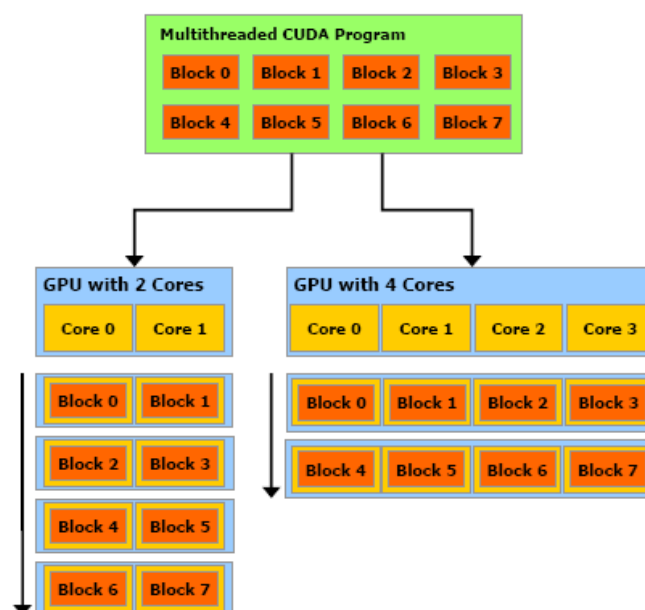 Multithreaded CUDA Program
Block 0 Block 1 Block 2 Block 3
Block 4 Block 5 Block 6 Block 7
GPU with 2 Cores
Core 0 Core 1
Block 0 Block 1
Block 2 Block 3
Block 4 Block 5
Block 6 Block 7
GPU with 4 Cores
Core 0 Core 1 Core 2 Core 3
Block 0 Block 1 Block 2 Block 3
Block 4 Block 5 Block 6 Block 7